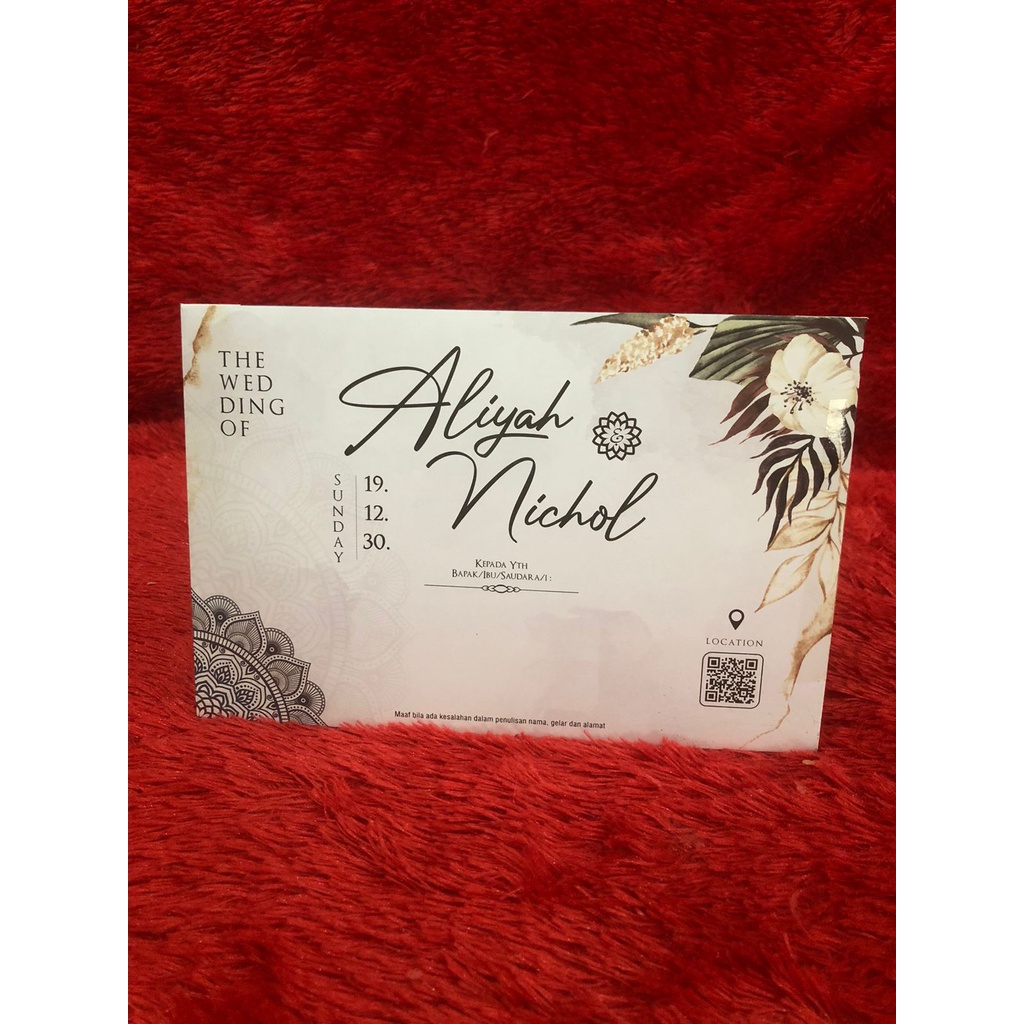 THE
WED
DING
OF
Aliyah
&
Nichol
SUNDAY
19.
12.
30.
KEPADA YTH
BAPAK/IBU/SAUDARA/I :
LOCATION
Maaf bila ada kesalahan dalam penulisan nama, gelar dan alamat